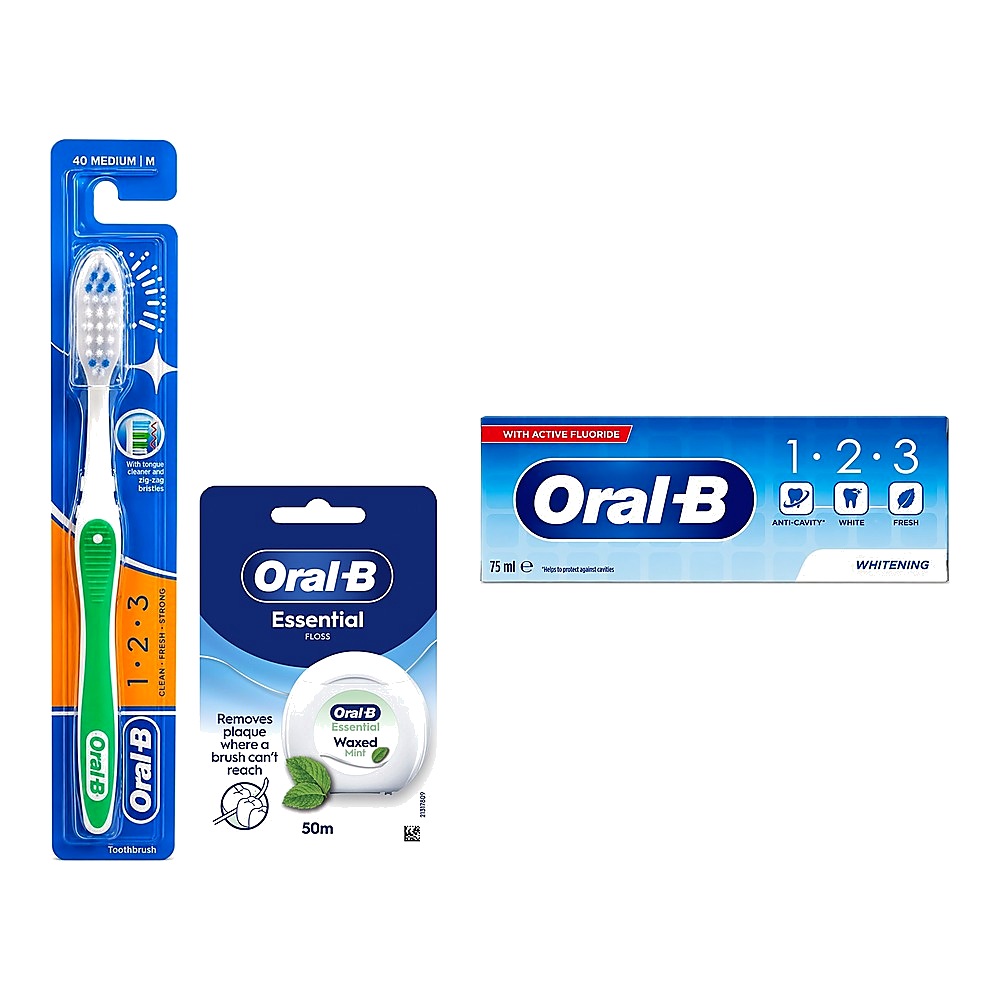 40 MEDIUM | M
With tongue
cleaner and
zig-zag
bristles
1·2·3
CLEAN · FRESH · STRONG
Oral-B
Oral-B
Toothbrush
Oral-B
Essential
FLOSS
Oral-B
Essential
Waxed
Mint
Removes
plaque
where a
brush can't
reach
50m
21317809
WITH ACTIVE FLUORIDE
Oral-B
1·2·3
ANTI-CAVITY* WHITE FRESH
75 ml ℮
*Helps to protect against cavities
WHITENING